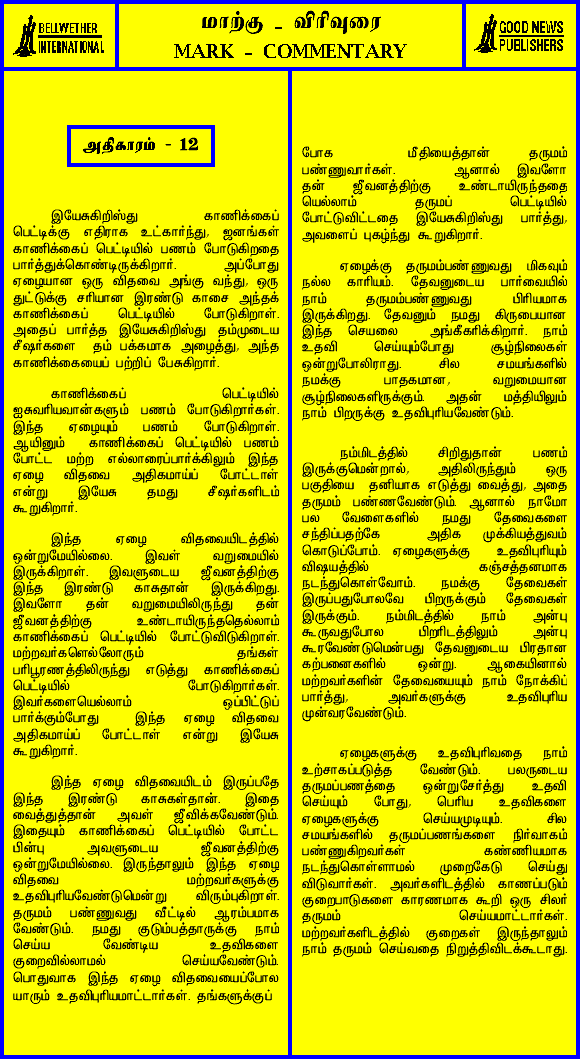 BELLWETHER
INTERNATIONAL
மாற்கு - விரிவுரை
MARK - COMMENTARY
GOOD NEWS
PUBLISHERS
அதிகாரம் - 12
இயேசுகிறிஸ்து காணிக்கைப்
பெட்டிக்கு எதிராக உட்கார்ந்து, ஜனங்கள்
காணிக்கைப் பெட்டியில் பணம் போடுகிறதை
பார்த்துக்கொண்டிருக்கிறார். அப்போது
ஏழையான ஒரு விதவை அங்கு வந்து, ஒரு
துட்டுக்கு சரியான இரண்டு காசை அந்தக்
காணிக்கைப் பெட்டியில் போடுகிறாள்.
அதைப் பார்த்த இயேசுகிறிஸ்து தம்முடைய
சீஷர்களை தம் பக்கமாக அழைத்து, அந்த
காணிக்கையைப் பற்றிப் பேசுகிறார்.
காணிக்கைப் பெட்டியில்
ஐசுவரியவான்களும் பணம் போடுகிறார்கள்.
இந்த ஏழையும் பணம் போடுகிறாள்.
ஆயினும் காணிக்கைப் பெட்டியில் பணம்
போட்ட மற்ற எல்லாரைப்பார்க்கிலும் இந்த
ஏழை விதவை அதிகமாய்ப் போட்டாள்
என்று இயேசு தமது சீஷர்களிடம்
கூறுகிறார்.
இந்த ஏழை விதவையிடத்தில்
ஒன்றுமேயில்லை. இவள் வறுமையில்
இருக்கிறாள். இவளுடைய ஜீவனத்திற்கு
இந்த இரண்டு காசுதான் இருக்கிறது.
இவளோ தன் வறுமையிலிருந்து தன்
ஜீவனத்திற்கு உண்டாயிருந்ததெல்லாம்
காணிக்கைப் பெட்டியில் போட்டுவிடுகிறாள்.
மற்றவர்களெல்லோரும் தங்கள்
பரிபூரணத்திலிருந்து எடுத்து காணிக்கைப்
பெட்டியில் போடுகிறார்கள்.
இவர்களையெல்லாம் ஒப்பிட்டுப்
பார்க்கும்போது இந்த ஏழை விதவை
அதிகமாய்ப் போட்டாள் என்று இயேசு
கூறுகிறார்.
இந்த ஏழை விதவையிடம் இருப்பதே
இந்த இரண்டு காசுகள்தான். இதை
வைத்துத்தான் அவள் ஜீவிக்கவேண்டும்.
இதையும் காணிக்கைப் பெட்டியில் போட்ட
பின்பு அவளுடைய ஜீவனத்திற்கு
ஒன்றுமேயில்லை. இருந்தாலும் இந்த ஏழை
விதவை மற்றவர்களுக்கு
உதவிபுரியவேண்டுமென்று விரும்புகிறாள்.
தருமம் பண்ணுவது வீட்டில் ஆரம்பமாக
வேண்டும். நமது குடும்பத்தாருக்கு நாம்
செய்ய வேண்டிய உதவிகளை
குறைவில்லாமல் செய்யவேண்டும்.
பொதுவாக இந்த ஏழை விதவையைப்போல
யாரும் உதவிபுரியமாட்டார்கள். தங்களுக்குப்
போக மீதியைத்தான் தருமம்
பண்ணுவார்கள். ஆனால் இவளோ
தன் ஜீவனத்திற்கு உண்டாயிருந்ததை
யெல்லாம் தருமப் பெட்டியில்
போட்டுவிட்டதை இயேசுகிறிஸ்து பார்த்து,
அவளைப் புகழ்ந்து கூறுகிறார்.
ஏழைக்கு தருமம்பண்ணுவது மிகவும்
நல்ல காரியம். தேவனுடைய பார்வையில்
நாம் தருமம்பண்ணுவது பிரியமாக
இருக்கிறது. தேவனும் நமது கிருபையான
இந்த செயலை அங்கீகரிக்கிறார். நாம்
உதவி செய்யும்போது சூழ்நிலைகள்
ஒன்றுபோலிராது. சில சமயங்களில்
நமக்கு பாதகமான, வறுமையான
சூழ்நிலைகளிருக்கும். அதன் மத்தியிலும்
நாம் பிறருக்கு உதவிபுரியவேண்டும்.
நம்மிடத்தில் சிறிதுதான் பணம்
இருக்குமென்றால், அதிலிருந்தும் ஒரு
பகுதியை தனியாக எடுத்து வைத்து, அதை
தருமம் பண்ணவேண்டும். ஆனால் நாமோ
பல வேளைகளில் நமது தேவைகளை
சந்திப்பதற்கே அதிக முக்கியத்துவம்
கொடுப்போம். ஏழைகளுக்கு உதவிபுரியும்
விஷயத்தில் கஞ்சத்தனமாக
நடந்துகொள்வோம். நமக்கு தேவைகள்
இருப்பதுபோலவே பிறருக்கும் தேவைகள்
இருக்கும். நம்மிடத்தில் நாம் அன்பு
கூருவதுபோல பிறரிடத்திலும் அன்பு
கூரவேண்டுமென்பது தேவனுடைய பிரதான
கற்பனைகளில் ஒன்று. ஆகையினால்
மற்றவர்களின் தேவையையும் நாம் நோக்கிப்
பார்த்து, அவர்களுக்கு உதவிபுரிய
முன்வரவேண்டும்.
ஏழைகளுக்கு உதவிபுரிவதை நாம்
உற்சாகப்படுத்த வேண்டும். பலருடைய
தருமப்பணத்தை ஒன்றுசேர்த்து உதவி
செய்யும் போது, பெரிய உதவிகளை
ஏழைகளுக்கு செய்யமுடியும். சில
சமயங்களில் தருமப்பணங்களை நிர்வாகம்
பண்ணுகிறவர்கள் கண்ணியமாக
நடந்துகொள்ளாமல் முறைகேடு செய்து
விடுவார்கள். அவர்களிடத்தில் காணப்படும்
குறைபாடுகளை காரணமாக கூறி ஒரு சிலர்
தருமம் செய்யமாட்டார்கள்.
மற்றவர்களிடத்தில் குறைகள் இருந்தாலும்
நாம் தருமம் செய்வதை நிறுத்திவிடக்கூடாது.